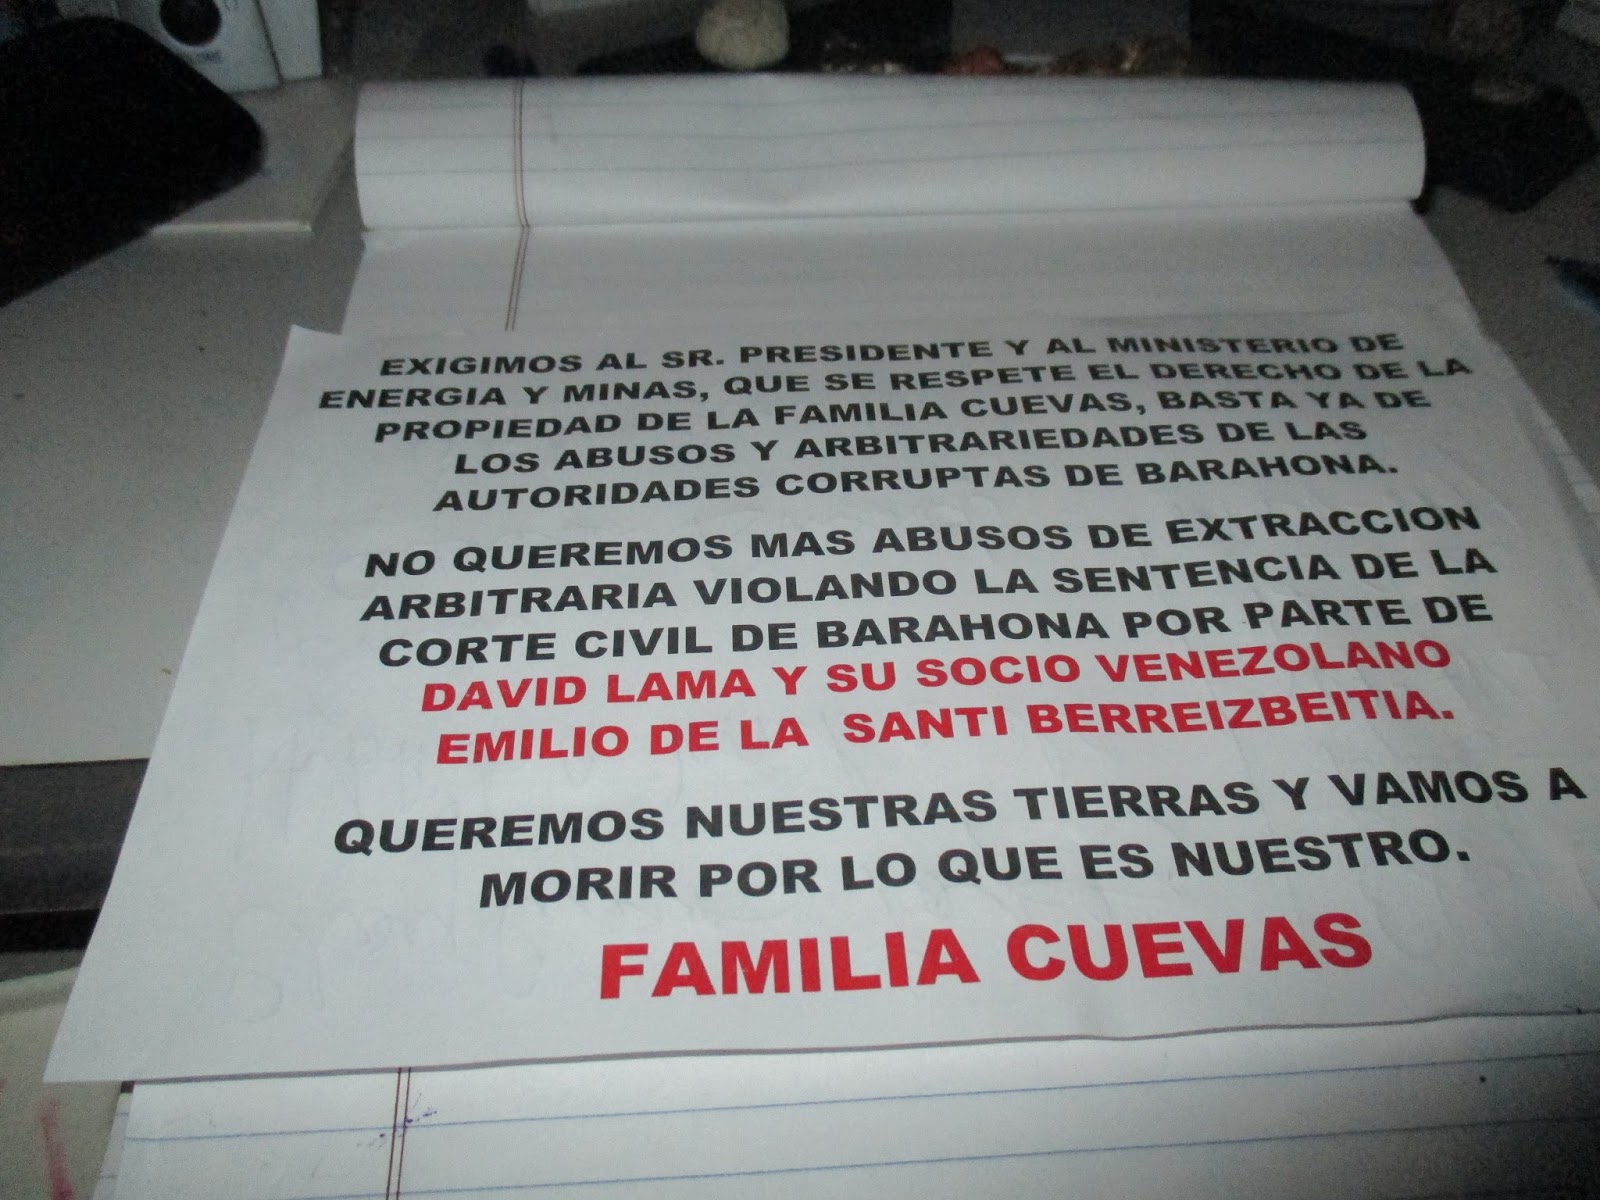 EXIGIMOS AL SR. PRESIDENTE Y AL MINISTERIO DE
ENERGIA Y MINAS, QUE SE RESPETE EL DERECHO DE LA
PROPIEDAD DE LA FAMILIA CUEVAS, BASTA YA DE
LOS ABUSOS Y ARBITRARIEDADES DE LAS
AUTORIDADES CORRUPTAS DE BARAHONA.
NO QUEREMOS MAS ABUSOS DE EXTRACCION
ARBITRARIA VIOLANDO LA SENTENCIA DE LA
CORTE CIVIL DE BARAHONA POR PARTE DE
DAVID LAMA Y SU SOCIO VENEZOLANO
EMILIO DE LA SANTI BERREIZBEITIA.
QUEREMOS NUESTRAS TIERRAS Y VAMOS A
MORIR POR LO QUE ES NUESTRO.
FAMILIA CUEVAS